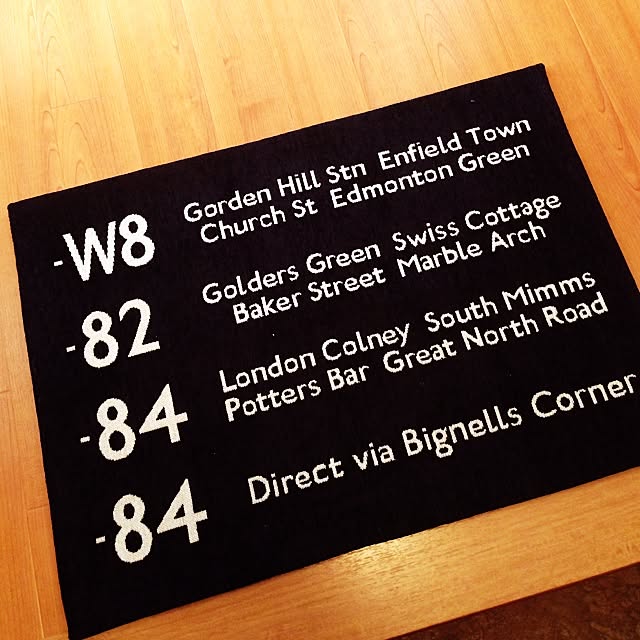 -W8 Gorden Hill Stn Enfield Town
Church St Edmonton Green
-82 Golders Green Swiss Cottage
Baker Street Marble Arch
-84 London Colney South Mimms
Potters Bar Great North Road
-84 Direct via Bignells Corner